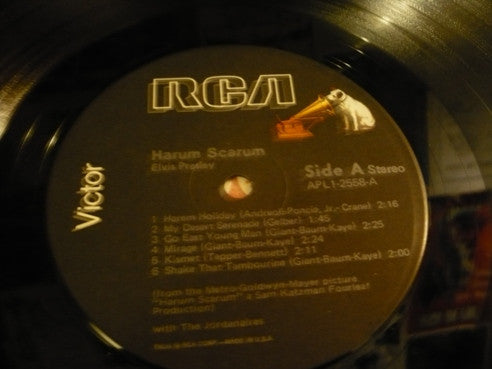 RCA
Victor
Harum Scarum
Elvis Presley
Side A Stereo
APL1-2558-A
1 Harem Holiday (Andreoli-Poncia, Jr.-Crane) 2:16
2 My Desert Serenade (Gelber) 1:45
3 Go East Young Man (Giant-Baum-Kaye) 2:25
4 Mirage (Giant-Baum-Kaye) 2:24
5 Kismet (Tepper-Bennett) 2:11
6 Shake That Tambourine (Giant-Baum-Kaye) 2:00
(from the Metro-Goldwyn-Mayer picture
"Harum Scarum" a Sam Katzman Fourleaf
Production)
with The Jordanaires
MADE IN U.S.A.